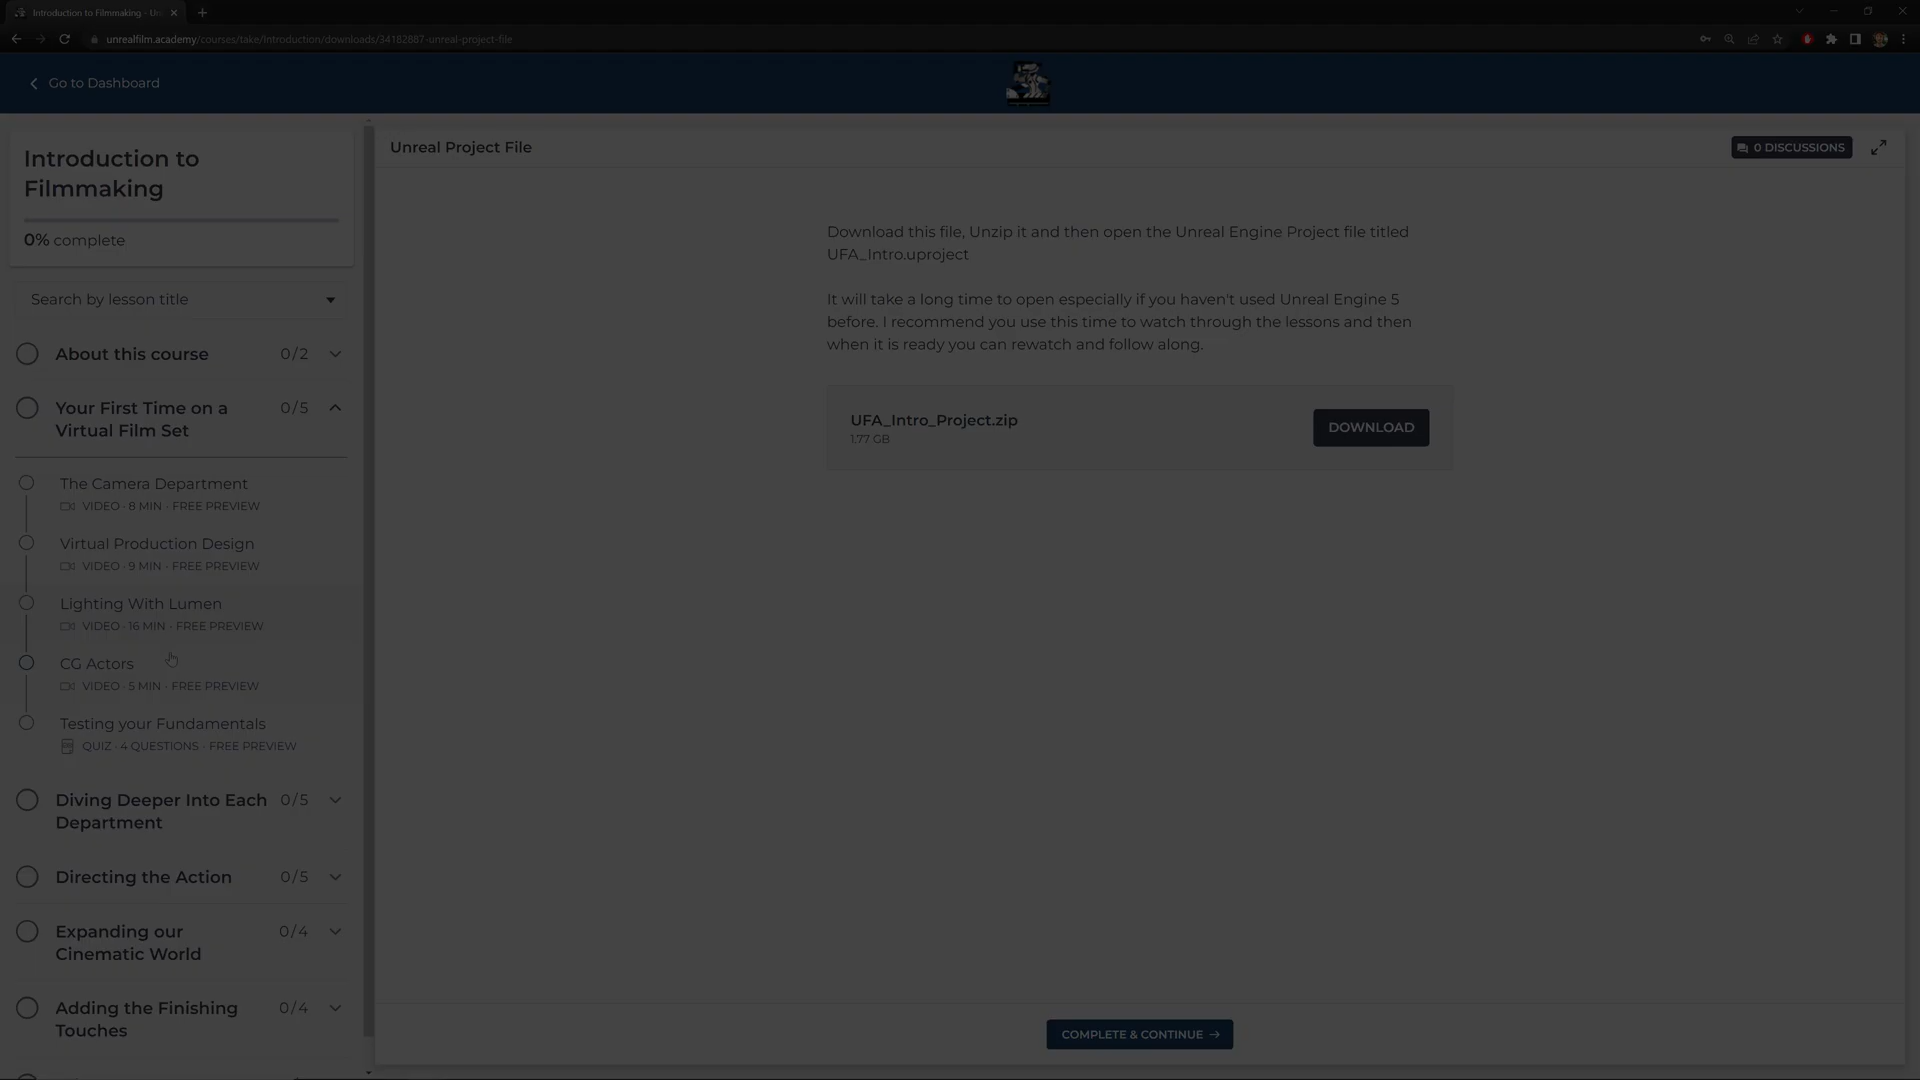 Introduction to Filmmaking - Un
unrealfilm.academy/courses/take/Introduction/downloads/34182887-unreal-project-file
Go to Dashboard
Introduction to
Filmmaking
0% complete
Search by lesson title
About this course 0/2
Your First Time on a 0/5
Virtual Film Set
The Camera Department
VIDEO · 8 MIN · FREE PREVIEW
Virtual Production Design
VIDEO · 9 MIN · FREE PREVIEW
Lighting With Lumen
VIDEO · 16 MIN · FREE PREVIEW
CG Actors
VIDEO · 5 MIN · FREE PREVIEW
Testing your Fundamentals
QUIZ · 4 QUESTIONS · FREE PREVIEW
Diving Deeper Into Each 0/5
Department
Directing the Action 0/5
Expanding our 0/4
Cinematic World
Adding the Finishing 0/4
Touches
Unreal Project File
0 DISCUSSIONS
Download this file, Unzip it and then open the Unreal Engine Project file titled
UFA_Intro.uproject
It will take a long time to open especially if you haven't used Unreal Engine 5
before. I recommend you use this time to watch through the lessons and then
when it is ready you can rewatch and follow along.
UFA_Intro_Project.zip
1.77 GB
DOWNLOAD
COMPLETE & CONTINUE →